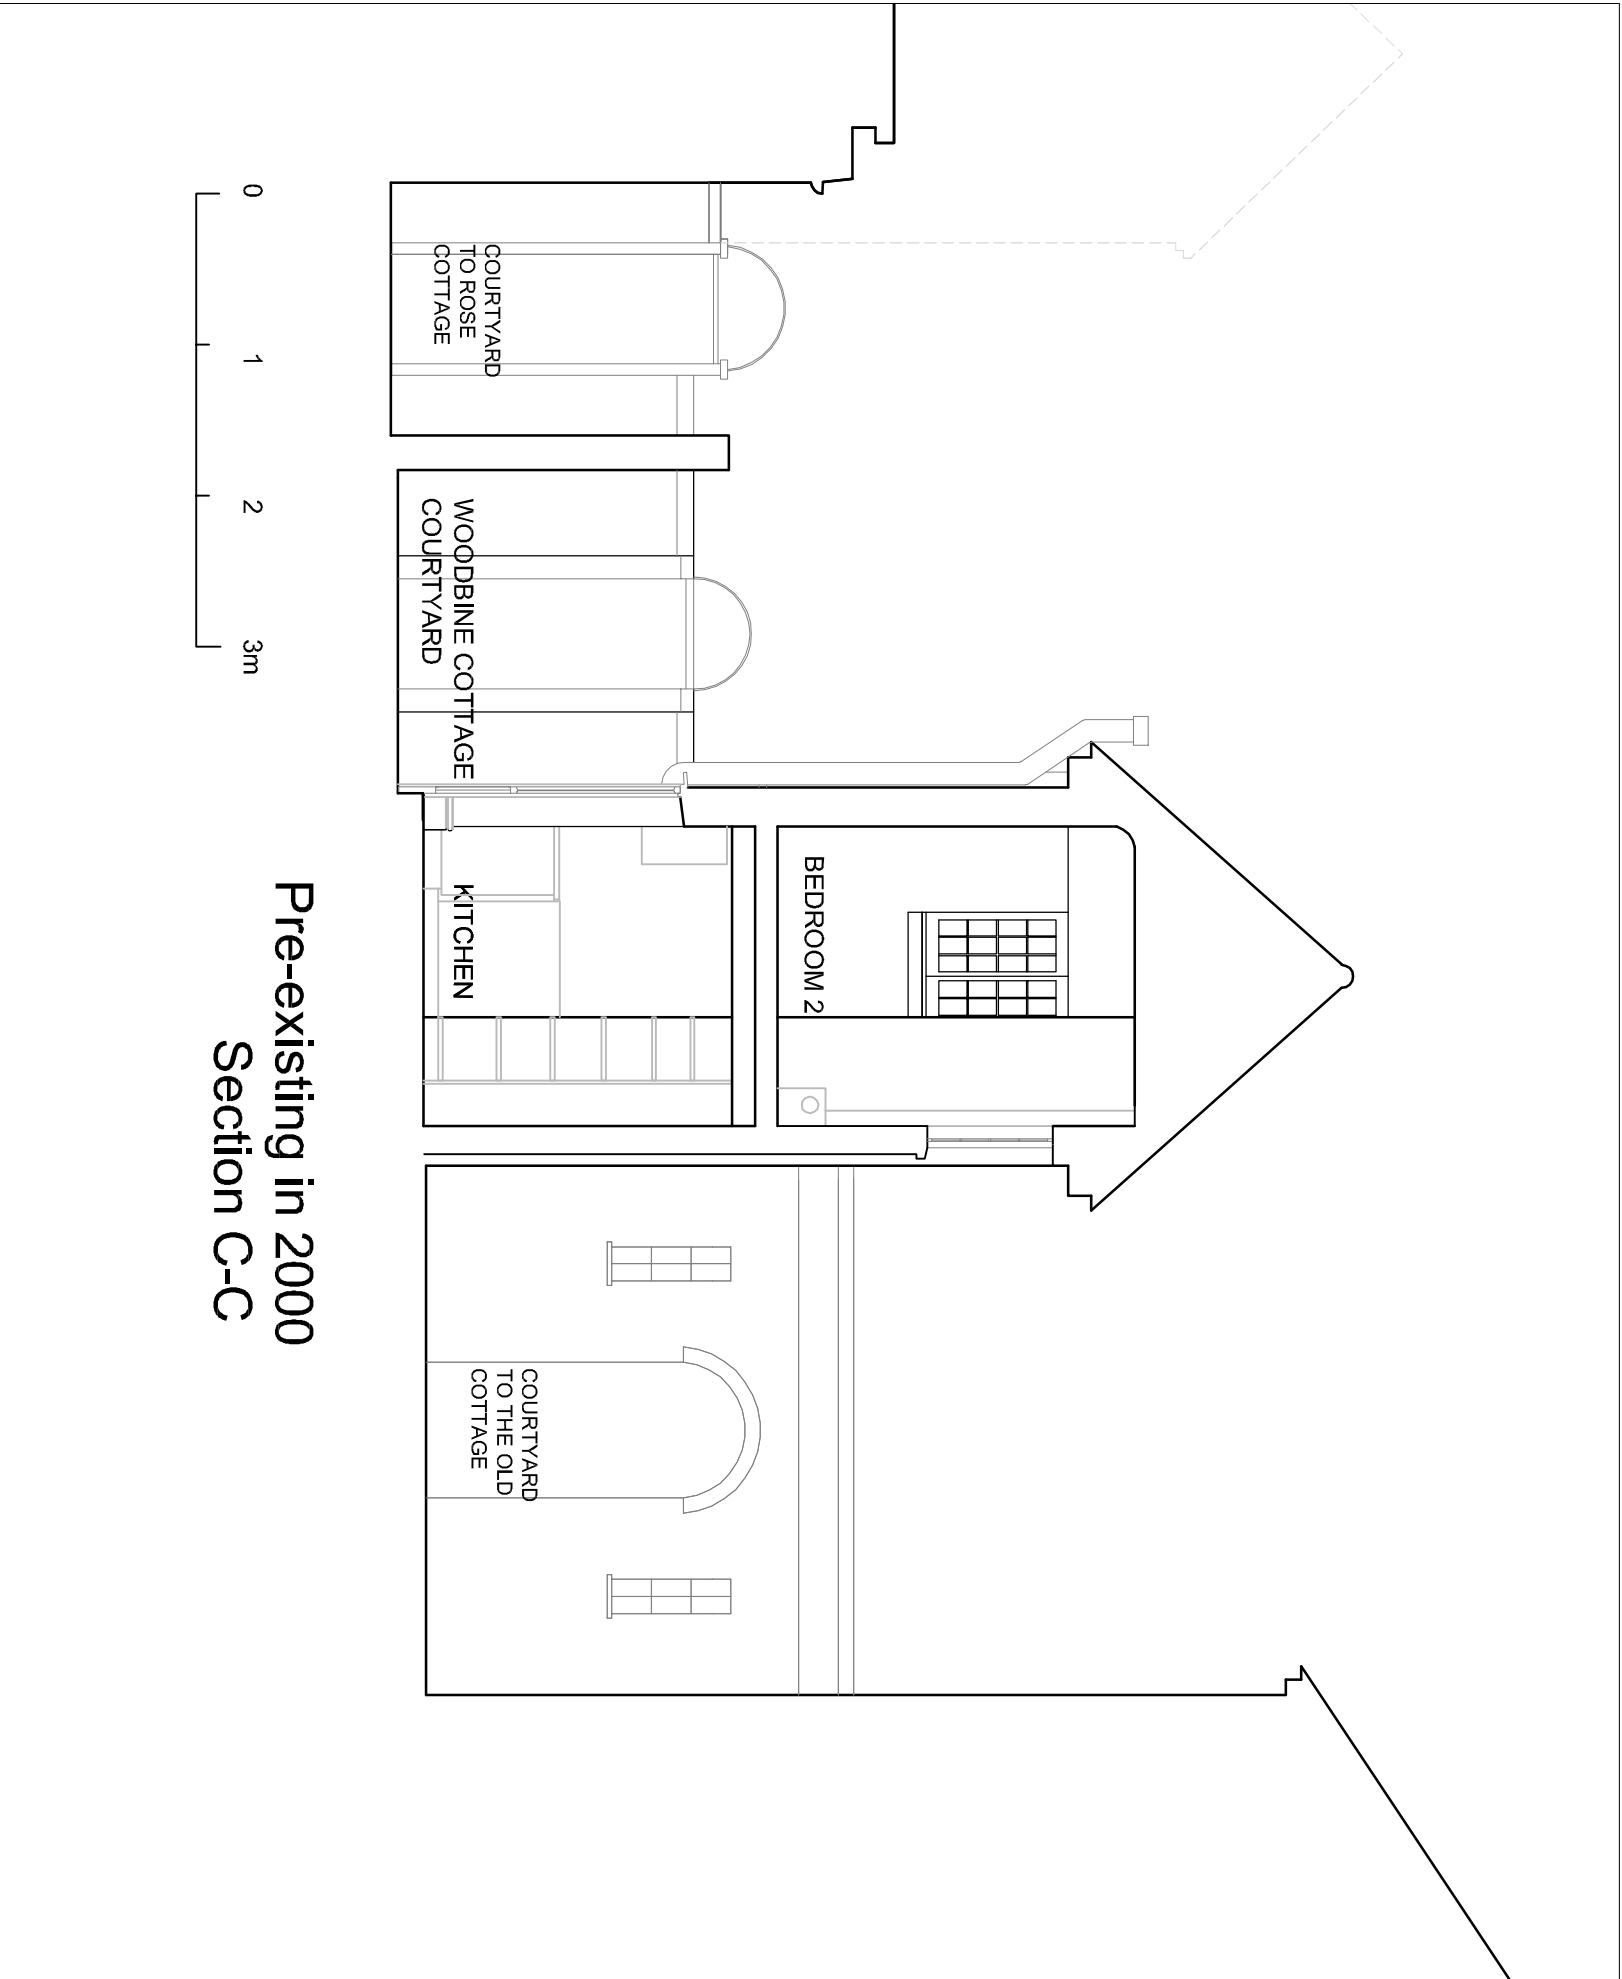 BEDROOM 2
COURTYARD
TO ROSE
COTTAGE
WOODBINE COTTAGE
COURTYARD
KITCHEN
COURTYARD
TO THE OLD
COTTAGE
0
1
2
3m
Pre-existing in 2000
Section C-C